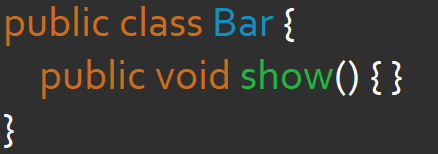 public class Bar {
    public void show() { }
}